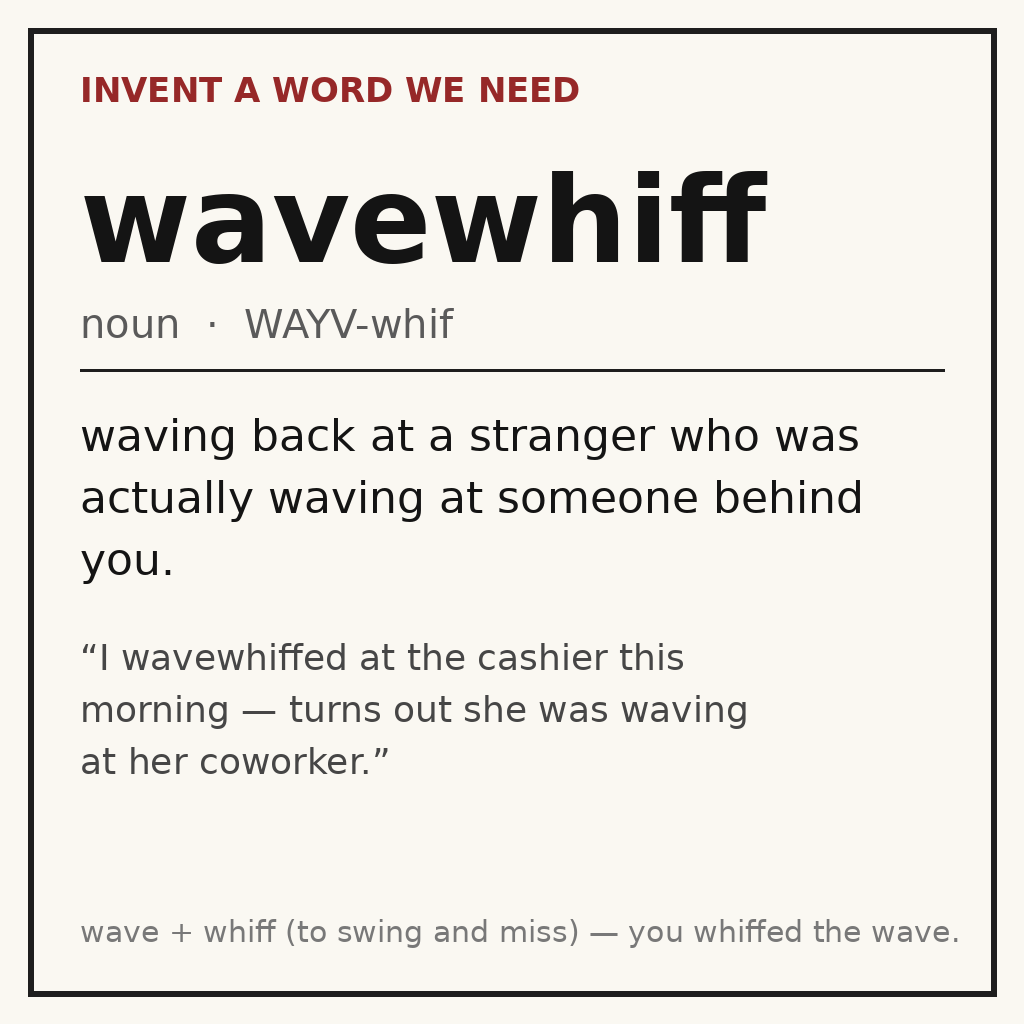 INVENT A WORD WE NEED
wavewhiff
noun · WAYV-whif
waving back at a stranger who was
actually waving at someone behind
you.
“I wavewhiffed at the cashier this
morning — turns out she was waving
at her coworker.”
wave + whiff (to swing and miss) — you whiffed the wave.